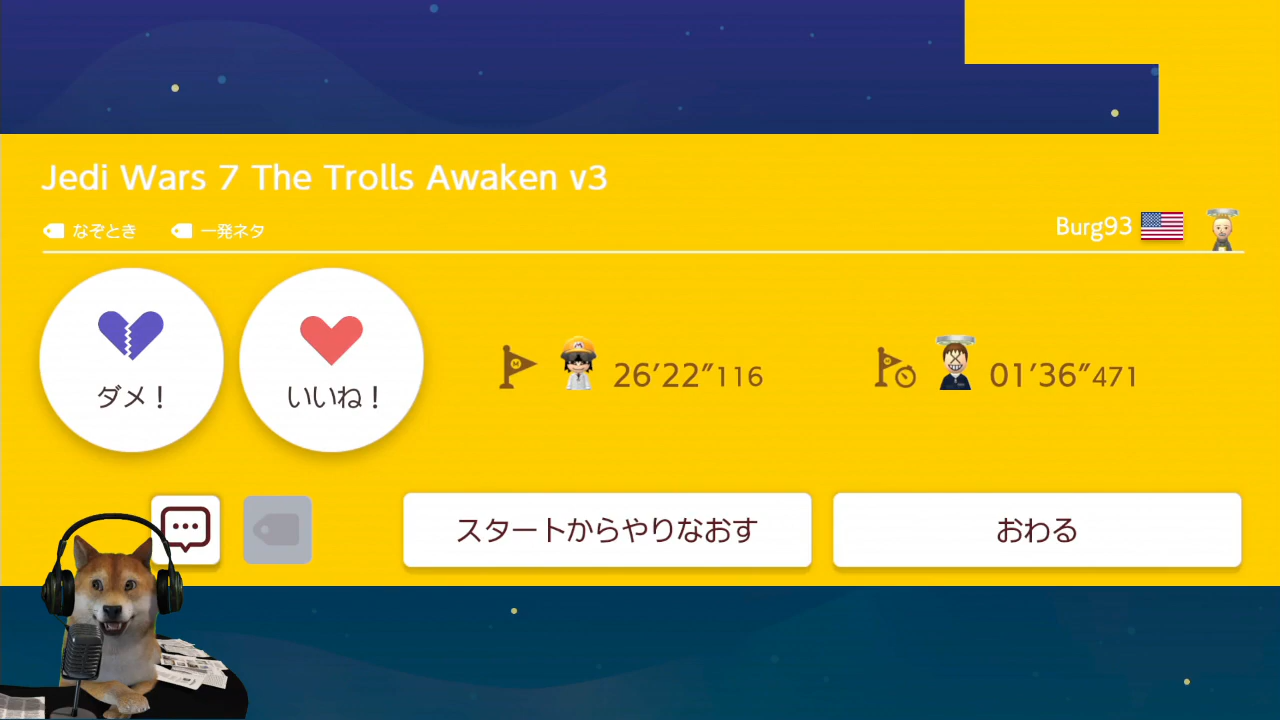 Jedi Wars 7 The Trolls Awaken v3
なぞとき 一発ネタ
Burg93
ダメ！
いいね！
26′22″116
01′36″471
スタートからやりなおす
おわる